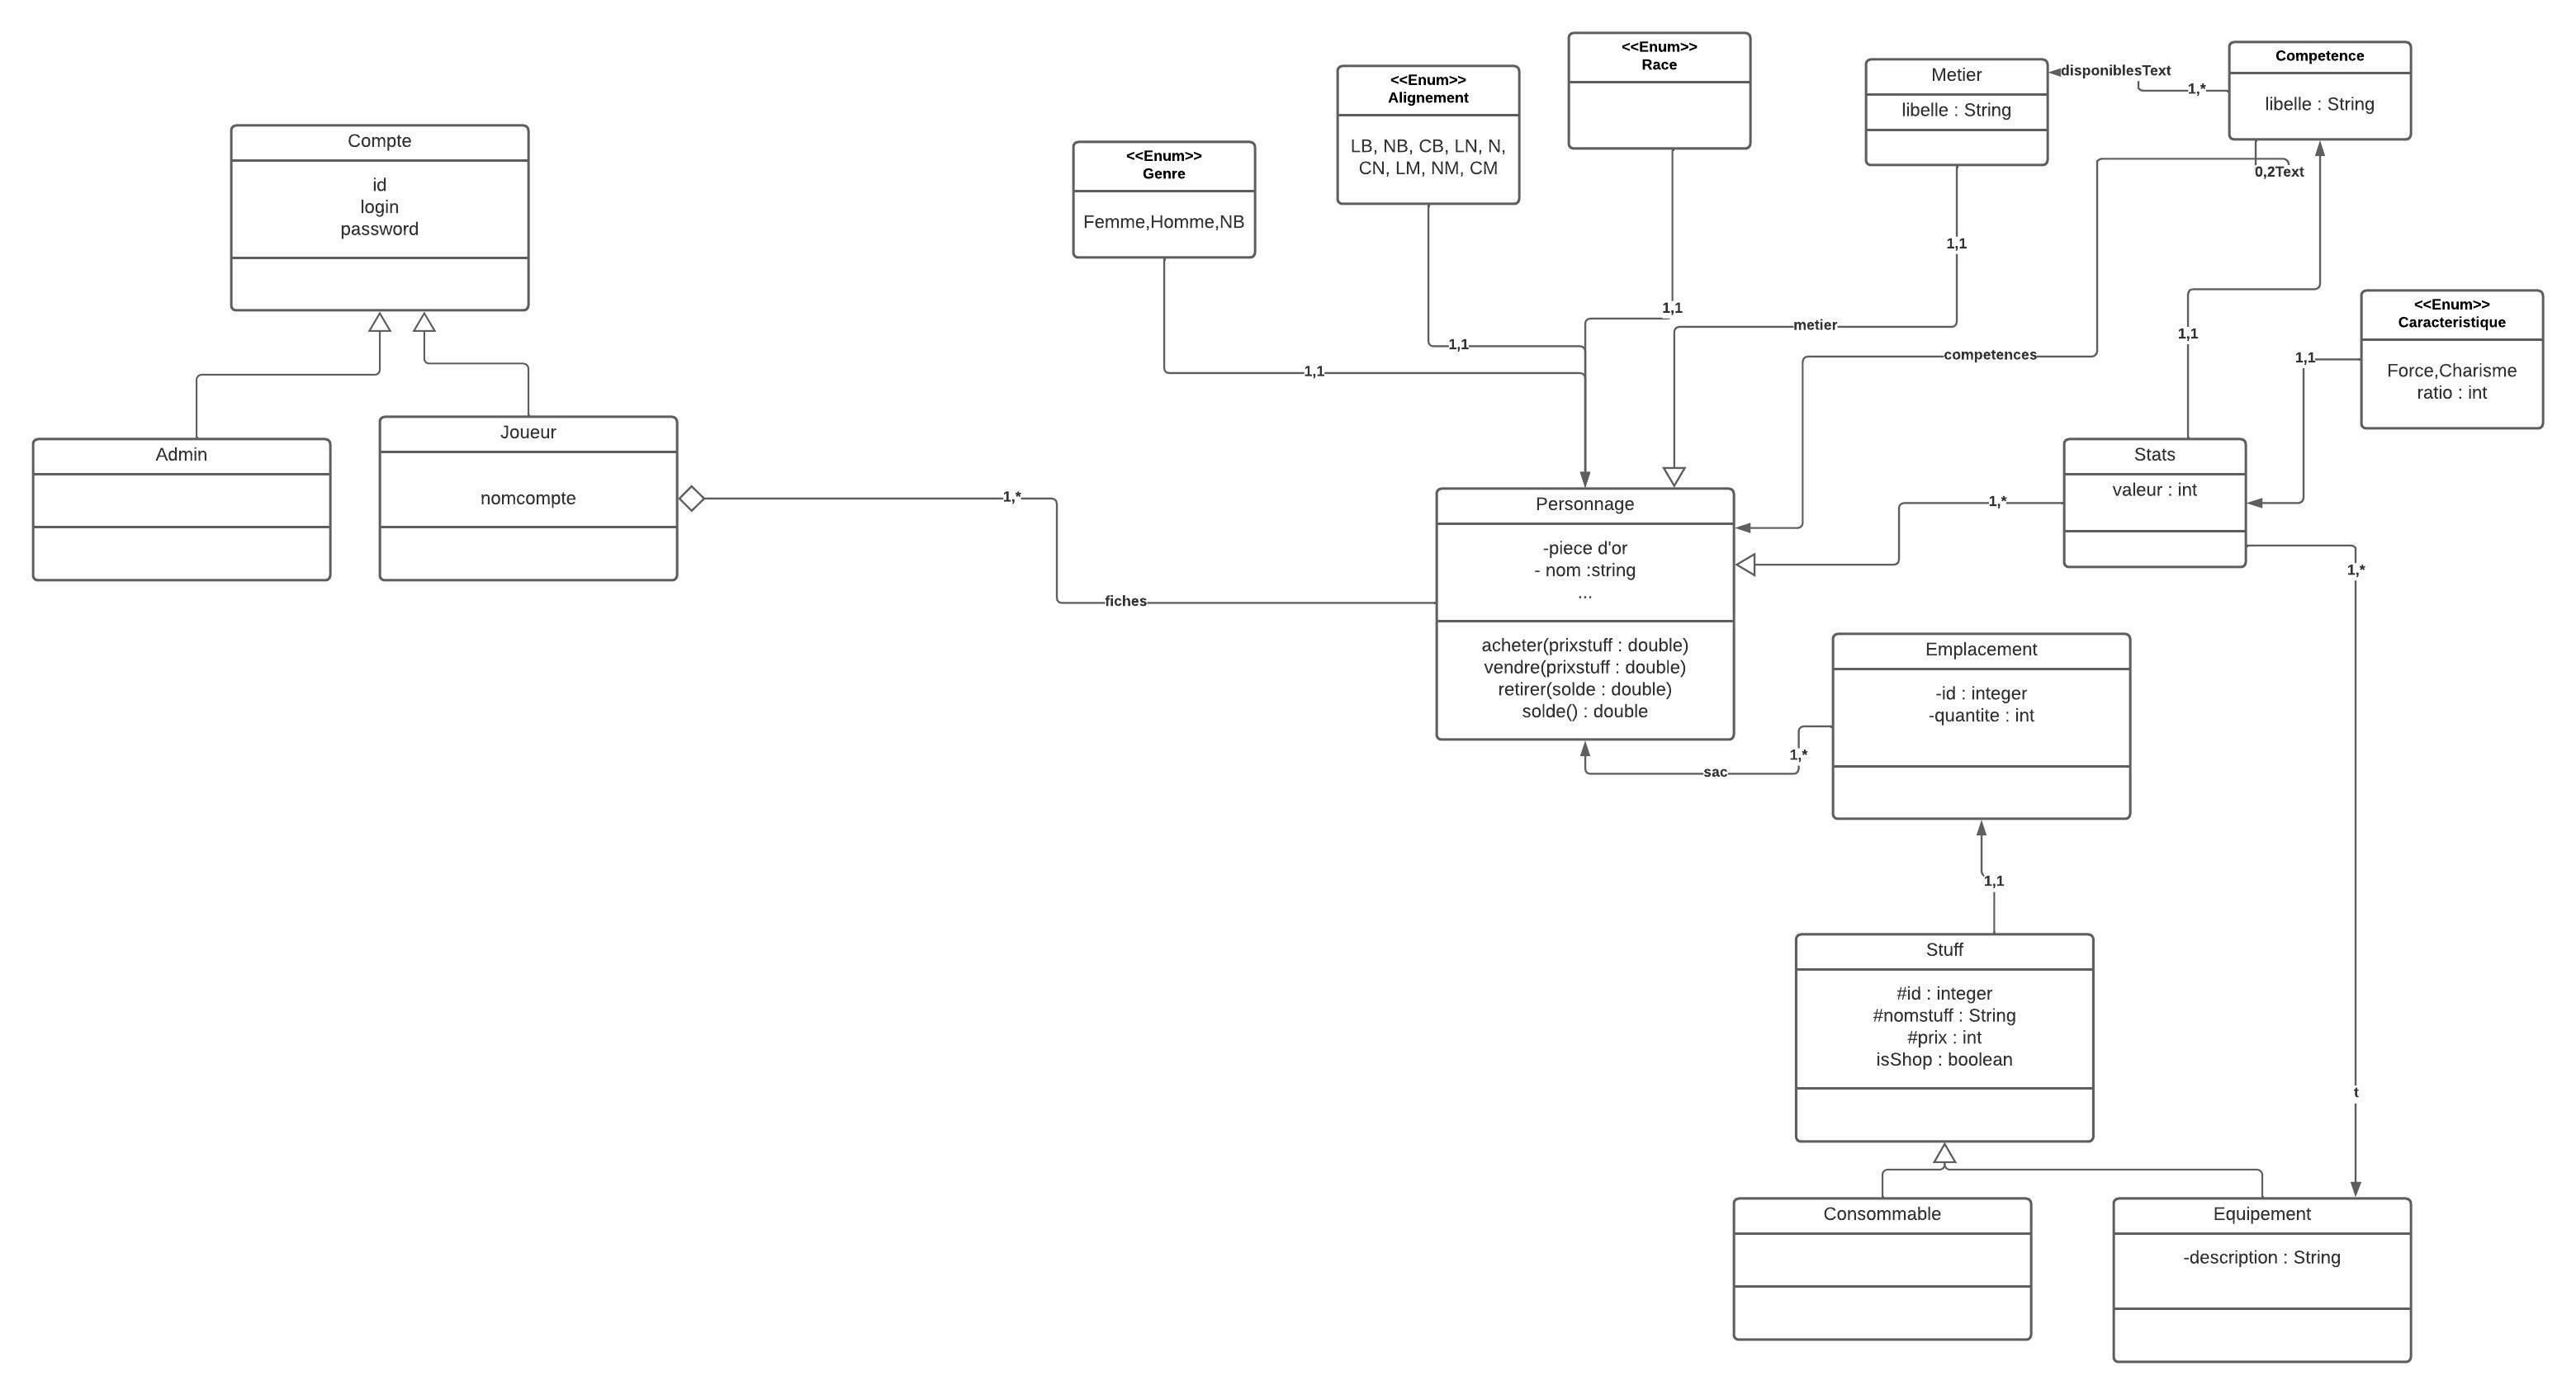 <<Enum>>
Race
<<Enum>>
Alignement
LB, NB, CB, LN, N,
CN, LM, NM, CM
<<Enum>>
Genre
Femme,Homme,NB
Metier
libelle : String
disponiblesText
1,*
Competence
libelle : String
0,2Text
Compte
id
login
password
1,1
1,1
1,1
1,1
metier
competences
1,1
1,1
<<Enum>>
Caracteristique
Force,Charisme
ratio : int
Admin
Joueur
nomcompte
1,*
fiches
Personnage
-piece d'or
- nom :string
...
acheter(prixstuff : double)
vendre(prixstuff : double)
retirer(solde : double)
solde() : double
1,*
Stats
valeur : int
1,*
t
Emplacement
-id : integer
-quantite : int
1,*
sac
1,1
Stuff
#id : integer
#nomstuff : String
#prix : int
isShop : boolean
Consommable
Equipement
-description : String